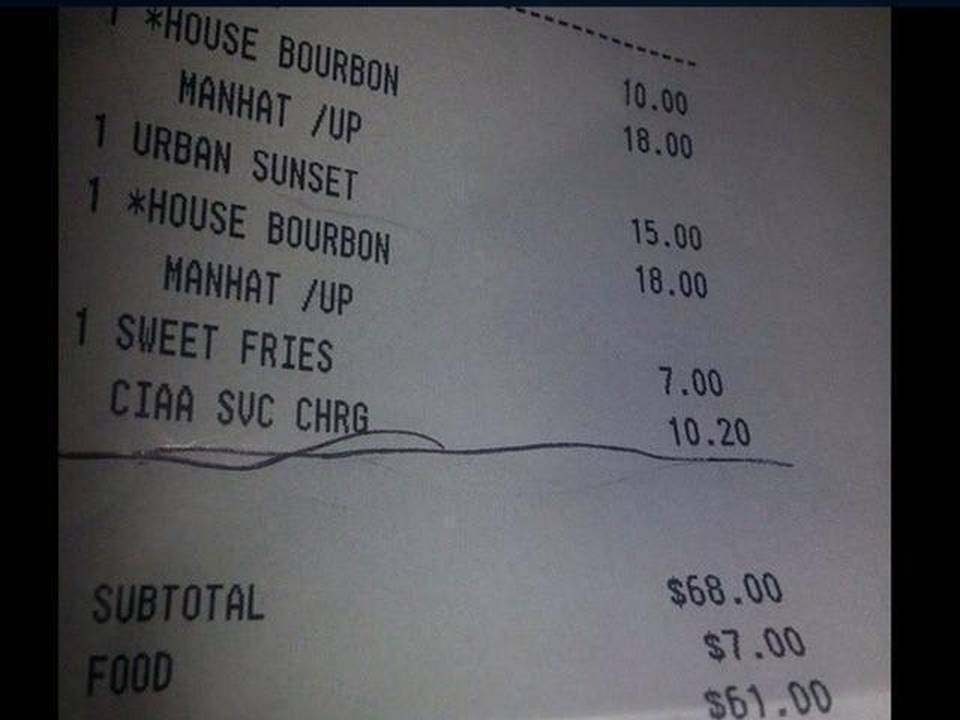 10.00
1 *HOUSE BOURBON 18.00
MANHAT /UP
1 URBAN SUNSET 15.00
1 *HOUSE BOURBON 18.00
MANHAT /UP
1 SWEET FRIES 7.00
CIAA SVC CHRG 10.20
SUBTOTAL $68.00
FOOD $7.00
$61.00